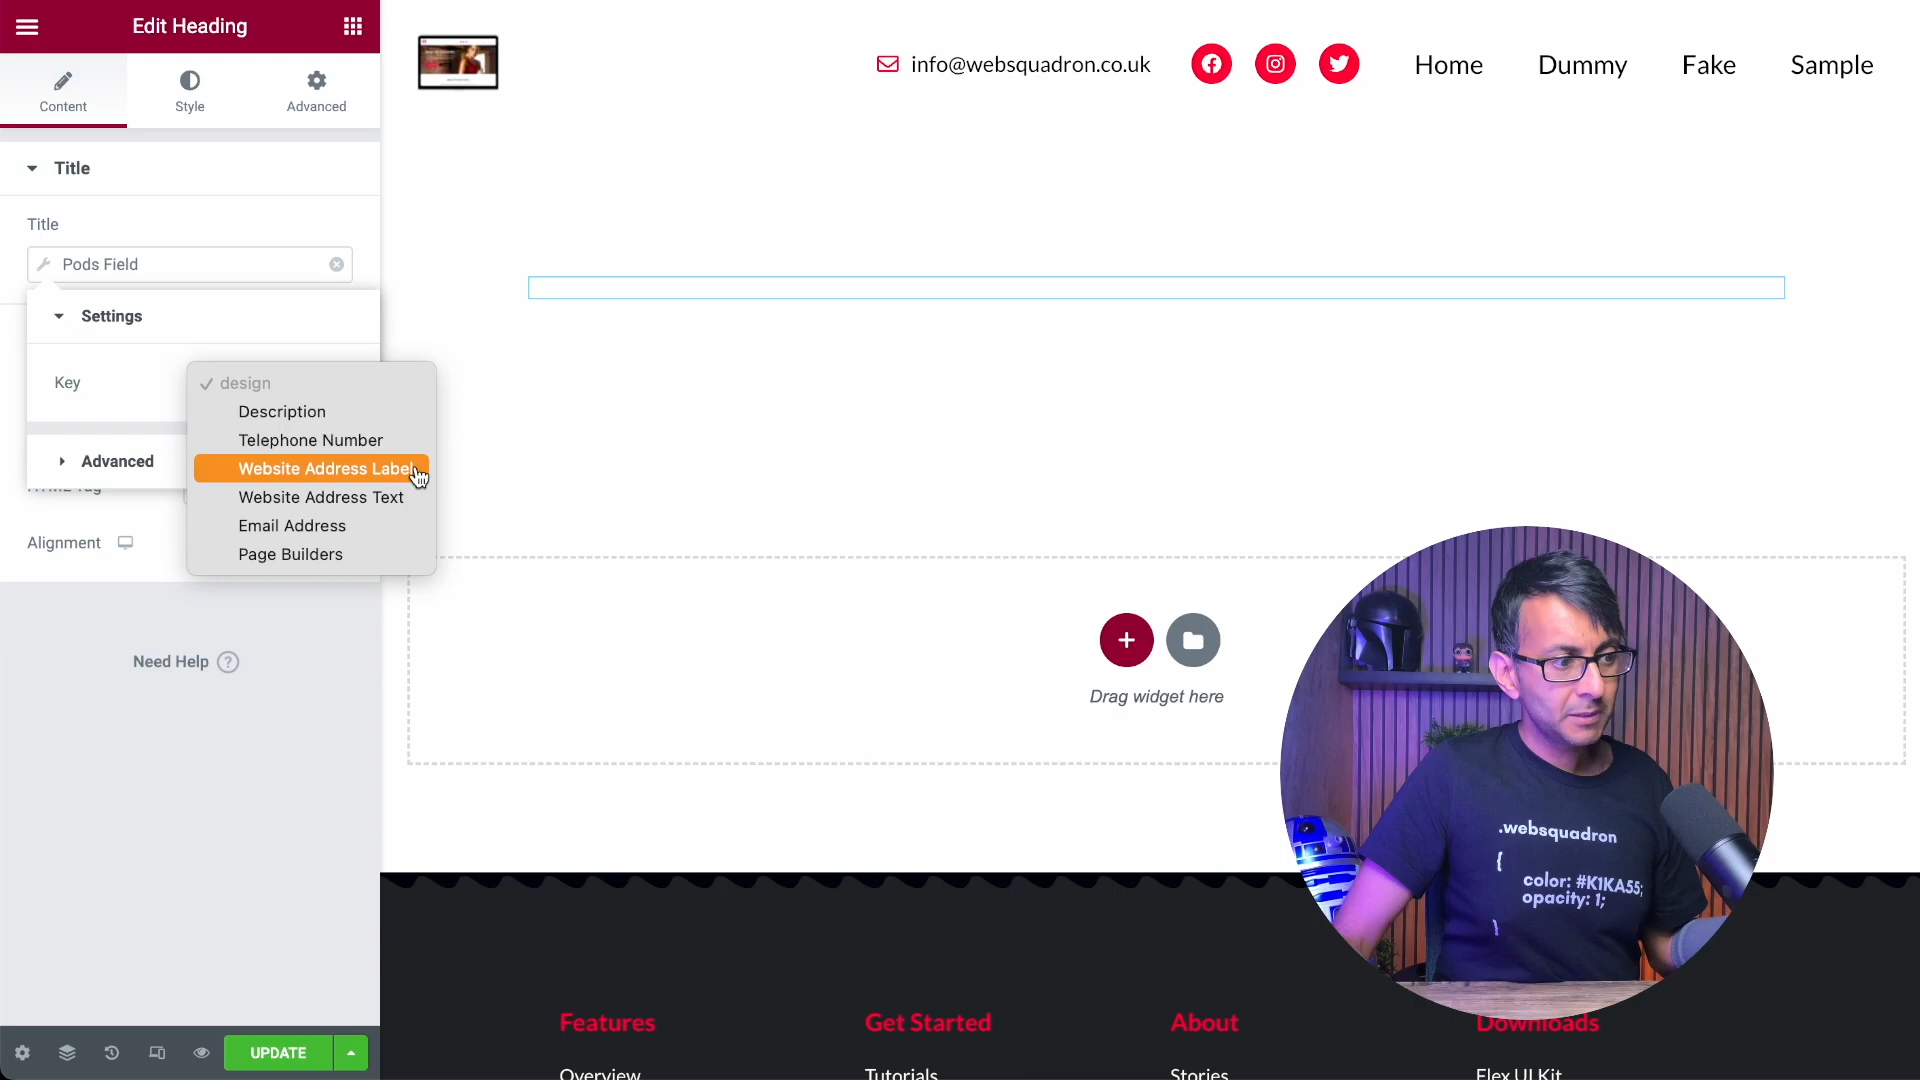 Edit Heading
Content
Style
Advanced
Title
Title
Pods Field
Settings
Key
design
Description
Telephone Number
Website Address Label
Website Address Text
Email Address
Page Builders
Advanced
Alignment
Need Help
?
UPDATE
info@websquadron.co.uk
Home
Dummy
Fake
Sample
Drag widget here
.websquadron
{
color: #K1KA55;
opacity: 1;
}
Features
Get Started
About
Downloads
Overview
Tutorials
Stories
Flex UI Kit